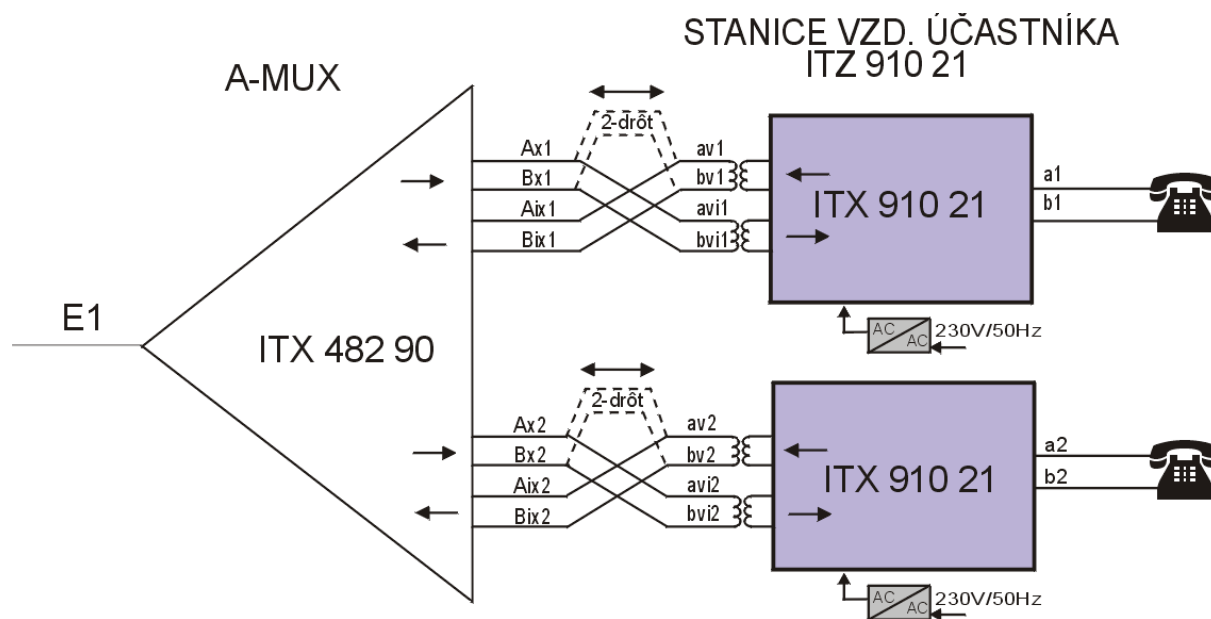 STANICE VZD. ÚČASTNÍKA
ITZ 910 21
A-MUX
2-drôt
Ax1
Bx1
Aix1
Bix1
av1
bv1
avi1
bvi1
ITX 910 21
a1
b1
AC
AC
230V/50Hz
E1
ITX 482 90
2-drôt
Ax2
Bx2
Aix2
Bix2
av2
bv2
avi2
bvi2
ITX 910 21
a2
b2
AC
AC
230V/50Hz